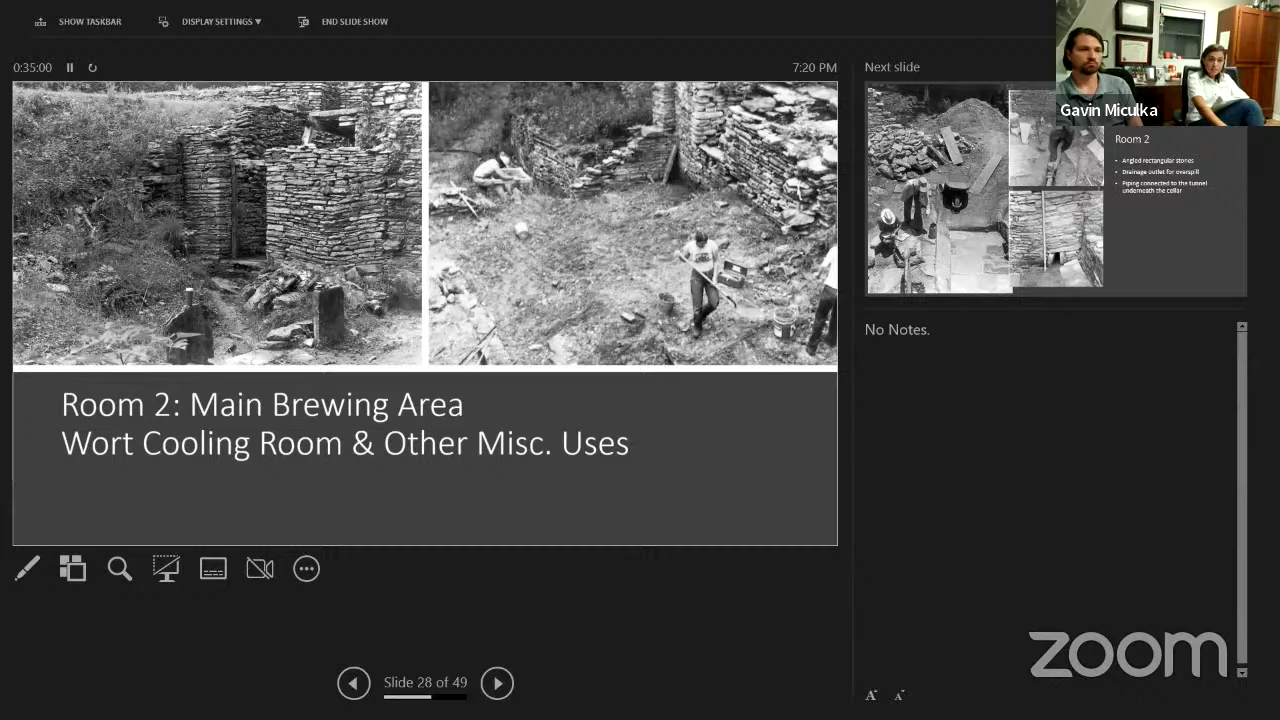 SHOW TASKBAR
DISPLAY SETTINGS ▾
END SLIDE SHOW
0:35:00
7:20 PM
Next slide
Gavin Miculka
Room 2
• Angled rectangular stones
• Drainage outlet for overspill
• Piping connected to the tunnel
underneath the cellar
No Notes.
Room 2: Main Brewing Area
Wort Cooling Room & Other Misc. Uses
Slide 28 of 49
A A
zoom